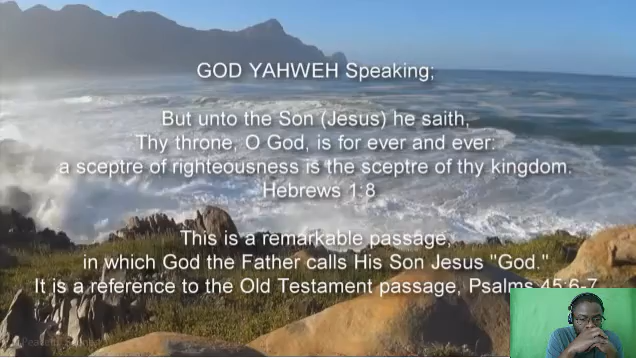 GOD YAHWEH Speaking;
But unto the Son (Jesus) he saith,
Thy throne, O God, is for ever and ever:
a sceptre of righteousness is the sceptre of thy kingdom.
Hebrews 1:8
This is a remarkable passage,
in which God the Father calls His Son Jesus "God."
It is a reference to the Old Testament passage, Psalms 45:6-7